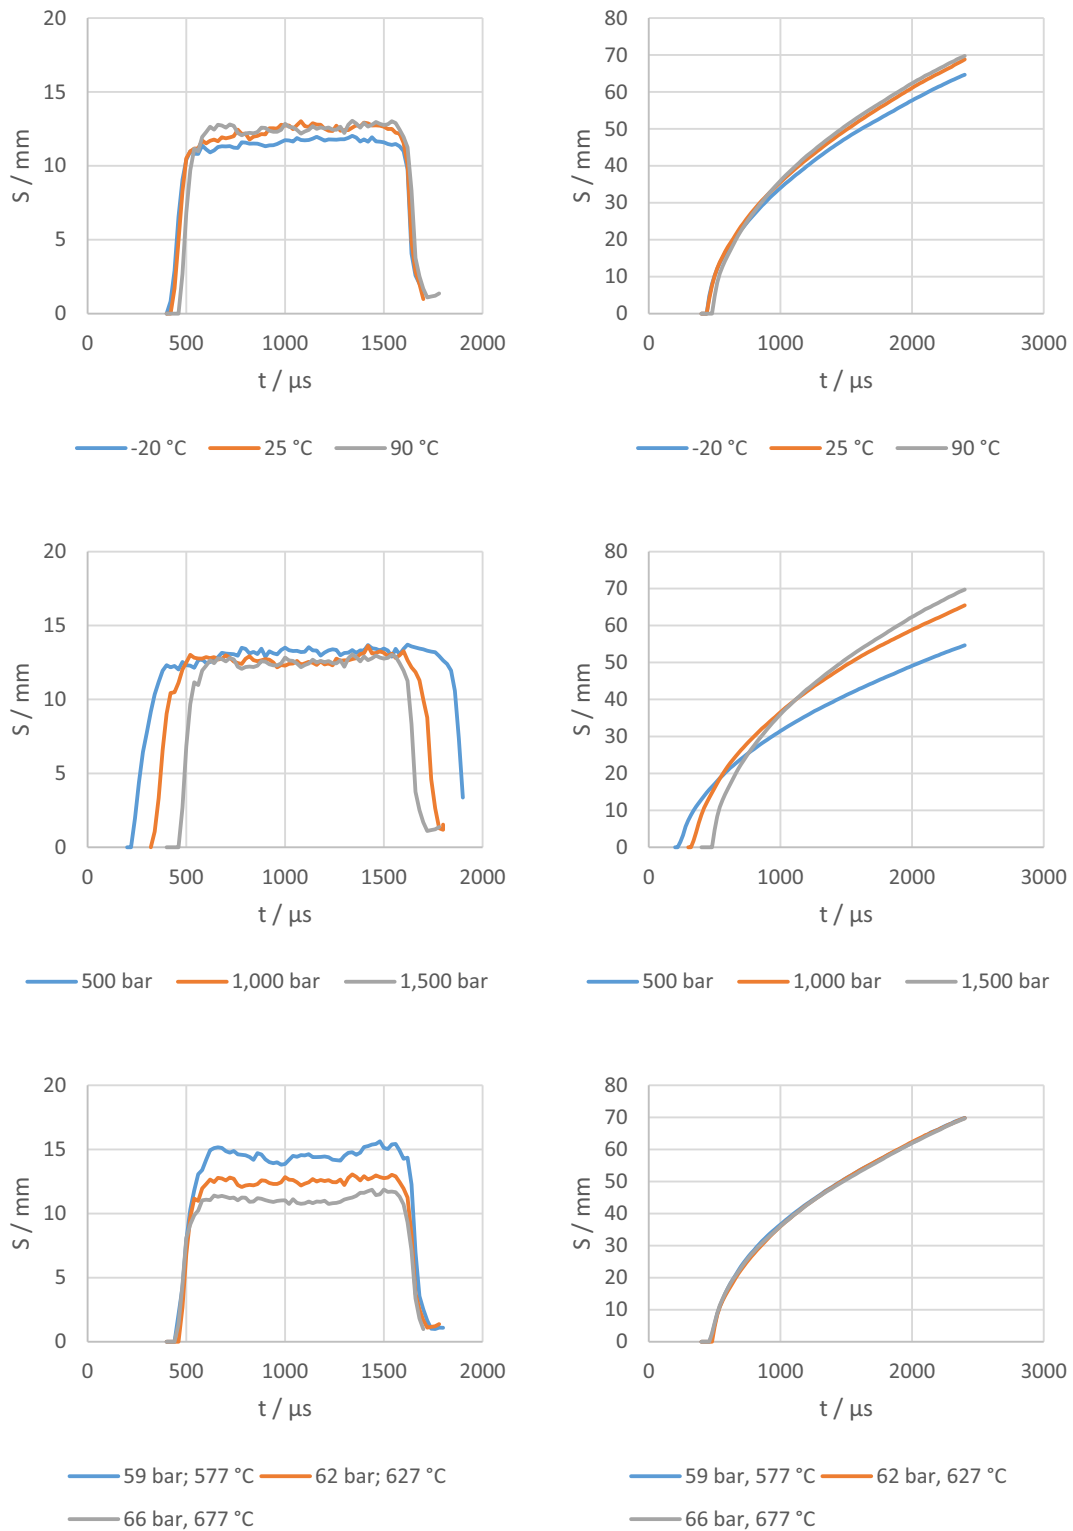 20
15
10
5
0
S / mm
0 500 1000 1500 2000
t / µs
-20 °C 25 °C 90 °C
80
70
60
50
40
30
20
10
0
S / mm
0 1000 2000 3000
t / µs
-20 °C 25 °C 90 °C
20
15
10
5
0
S / mm
0 500 1000 1500 2000
t / µs
500 bar 1,000 bar 1,500 bar
80
70
60
50
40
30
20
10
0
S / mm
0 1000 2000 3000
t / µs
500 bar 1,000 bar 1,500 bar
20
15
10
5
0
S / mm
0 500 1000 1500 2000
t / µs
59 bar; 577 °C 62 bar; 627 °C
66 bar, 677 °C
80
70
60
50
40
30
20
10
0
S / mm
0 1000 2000 3000
t / µs
59 bar, 577 °C 62 bar, 627 °C
66 bar, 677 °C